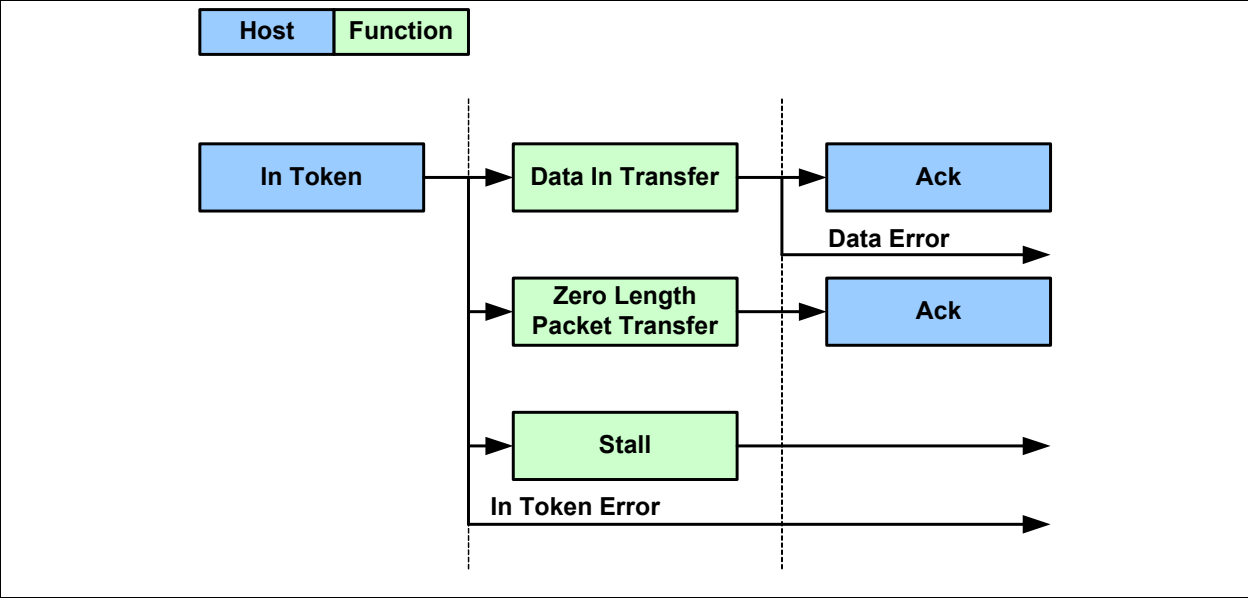 Host
Function
In Token
Data In Transfer
Ack
Data Error
Zero Length
Packet Transfer
Ack
Stall
In Token Error